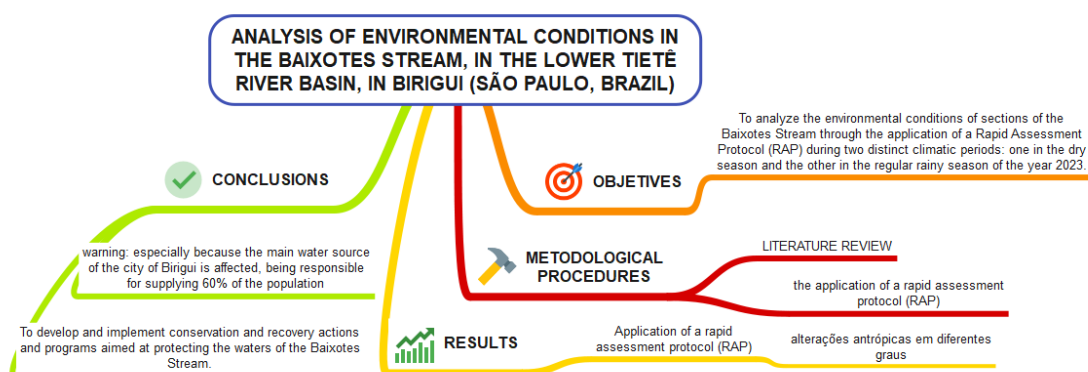 ANALYSIS OF ENVIRONMENTAL CONDITIONS IN
THE BAIXOTES STREAM, IN THE LOWER TIETÊ
RIVER BASIN, IN BIRIGUI (SÃO PAULO, BRAZIL)
To analyze the environmental conditions of sections of the
Baixotes Stream through the application of a Rapid Assessment
Protocol (RAP) during two distinct climatic periods: one in the dry
season and the other in the regular rainy season of the year 2023.
OBJETIVES
CONCLUSIONS
warning: especially because the main water source
of the city of Birigui is affected, being responsible
for supplying 60% of the population
To develop and implement conservation and recovery actions
and programs aimed at protecting the waters of the Baixotes
Stream.
METODOLOGICAL
PROCEDURES
LITERATURE REVIEW
the application of a rapid assessment
protocol (RAP)
RESULTS
Application of a rapid
assessment protocol (RAP)
alterações antrópicas em diferentes
graus